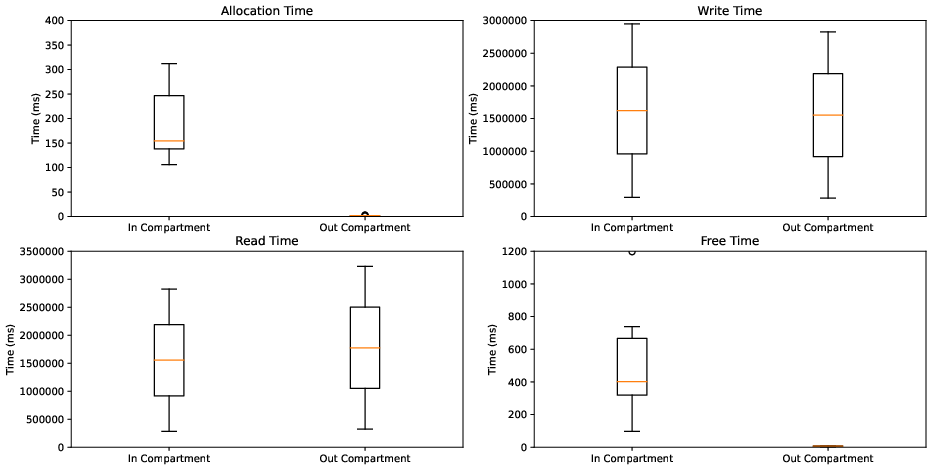 Allocation Time
Time (ms)
400
350
300
250
200
150
100
50
0
In Compartment
Out Compartment
Write Time
Time (ms)
3000000
2500000
2000000
1500000
1000000
500000
0
In Compartment
Out Compartment
Read Time
Time (ms)
3500000
3000000
2500000
2000000
1500000
1000000
500000
0
In Compartment
Out Compartment
Free Time
Time (ms)
1200
1000
800
600
400
200
0
In Compartment
Out Compartment